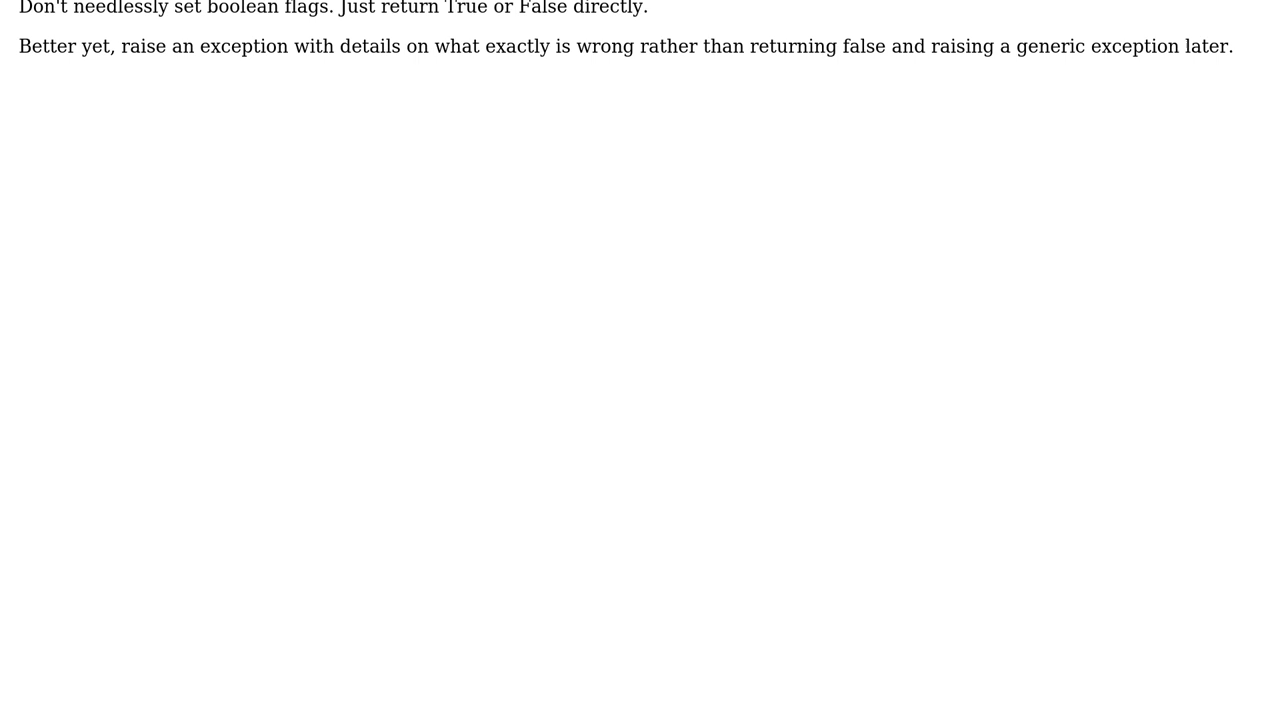 Don't needlessly set boolean flags. Just return True or False directly.
Better yet, raise an exception with details on what exactly is wrong rather than returning false and raising a generic exception later.